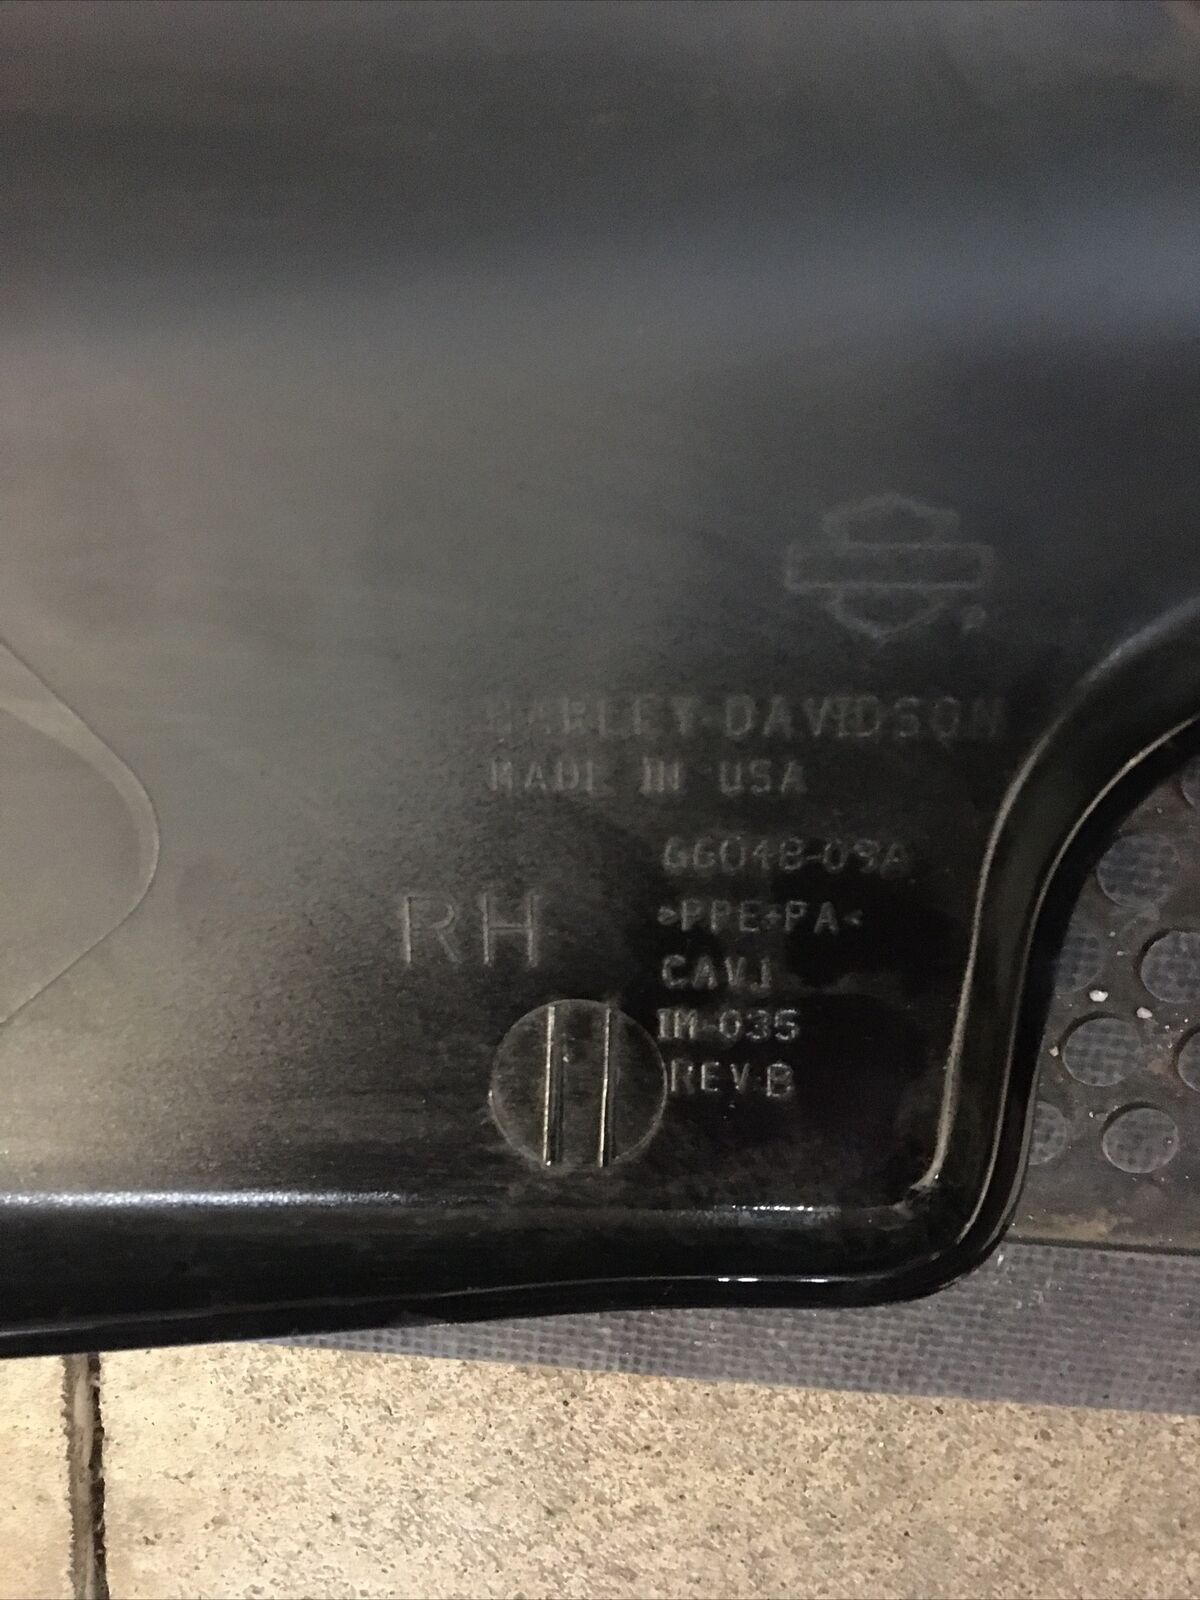 HARLEY-DAVIDSON
MADE IN USA
66048-09A
>PPE+PA<
RH
CAV.1
IM-035
REV-B